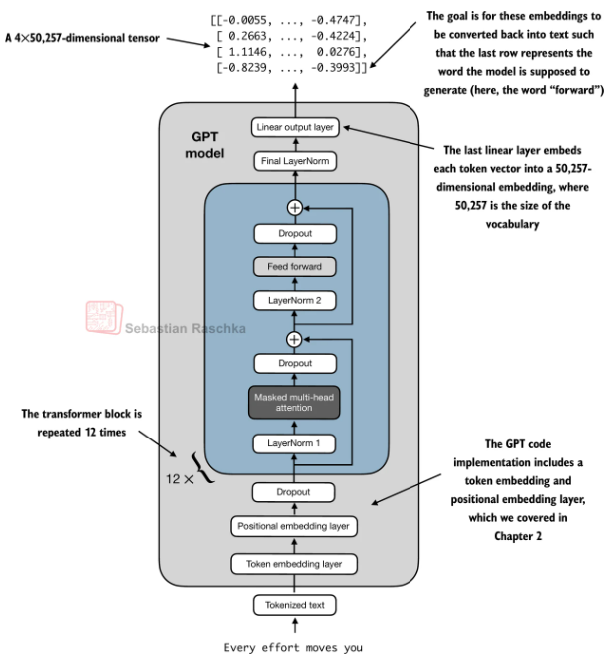 [[-0.0055, ..., -0.4747],
[ 0.2663, ..., -0.4224],
[ 1.1146, ..., 0.0276],
[-0.8239, ..., -0.3993]]
A 4×50,257-dimensional tensor
The goal is for these embeddings to
be converted back into text such
that the last row represents the
word the model is supposed to
generate (here, the word “forward”)
GPT
model
Linear output layer
Final LayerNorm
The last linear layer embeds
each token vector into a 50,257-
dimensional embedding, where
50,257 is the size of the
vocabulary
+
Dropout
Feed forward
LayerNorm 2
Sebastian Raschka
+
Dropout
Masked multi-head
attention
LayerNorm 1
The transformer block is
repeated 12 times
12 ×
{
Dropout
Positional embedding layer
Token embedding layer
The GPT code
implementation includes a
token embedding and
positional embedding layer,
which we covered in
Chapter 2
Tokenized text
Every effort moves you